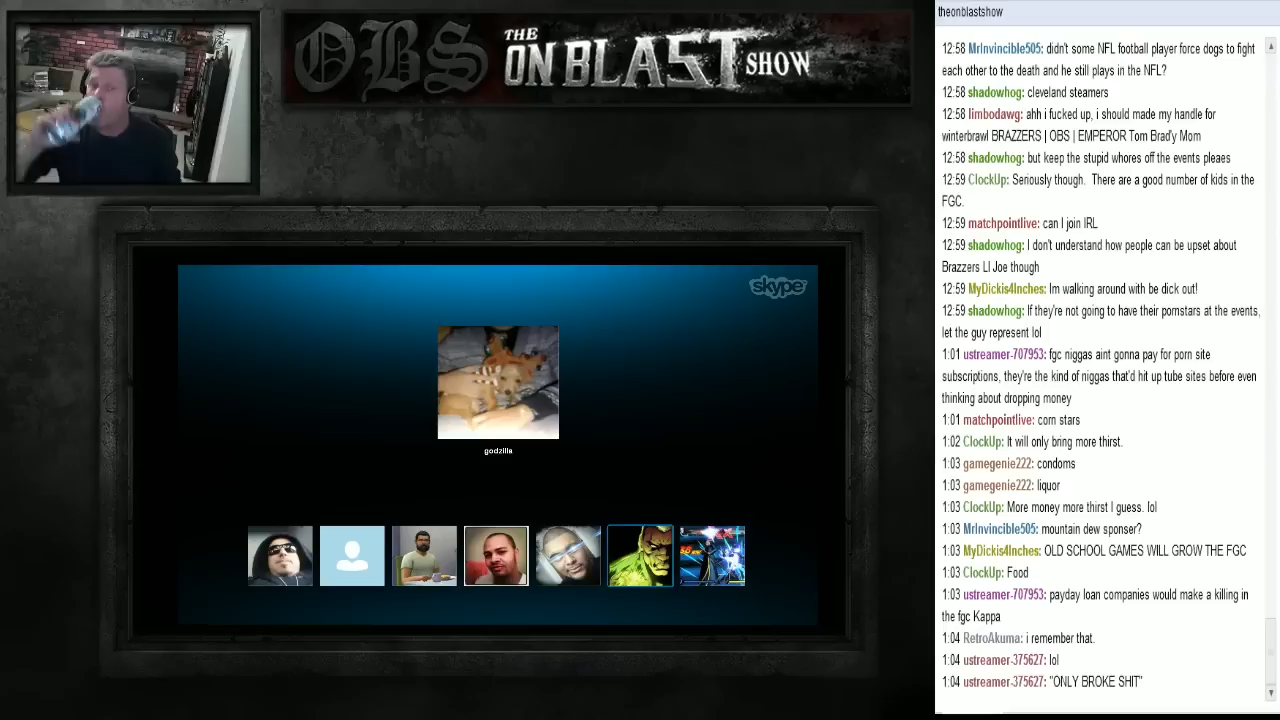 OBS THE ON BLAST SHOW
skype
godzilla
theonblastshow
12:58 MrInvincible505: didn't some NFL football player force dogs to fight
each other to the death and he still plays in the NFL?
12:58 shadowhog: cleveland steamers
12:58 limbodawg: ahh i fucked up, i should made my handle for
winterbrawl BRAZZERS | OBS | EMPEROR Tom Brad'y Mom
12:58 shadowhog: but keep the stupid whores off the events pleaes
12:59 ClockUp: Seriously though. There are a good number of kids in the
FGC.
12:59 matchpointlive: can I join IRL
12:59 shadowhog: I don't understand how people can be upset about
Brazzers LI Joe though
12:59 MyDickis4Inches: Im walking around with be dick out!
12:59 shadowhog: If they're not going to have their pornstars at the events,
let the guy represent lol
1:01 ustreamer-707953: fgc niggas aint gonna pay for porn site
subscriptions, they're the kind of niggas that'd hit up tube sites before even
thinking about dropping money
1:01 matchpointlive: corn stars
1:02 ClockUp: It will only bring more thirst.
1:03 gamegenie222: condoms
1:03 gamegenie222: liquor
1:03 ClockUp: More money more thirst I guess. lol
1:03 MrInvincible505: mountain dew sponser?
1:03 MyDickis4Inches: OLD SCHOOL GAMES WILL GROW THE FGC
1:03 ClockUp: Food
1:03 ustreamer-707953: payday loan companies would make a killing in
the fgc Kappa
1:04 RetroAkuma: i remember that.
1:04 ustreamer-375627: lol
1:04 ustreamer-375627: "ONLY BROKE SHIT"